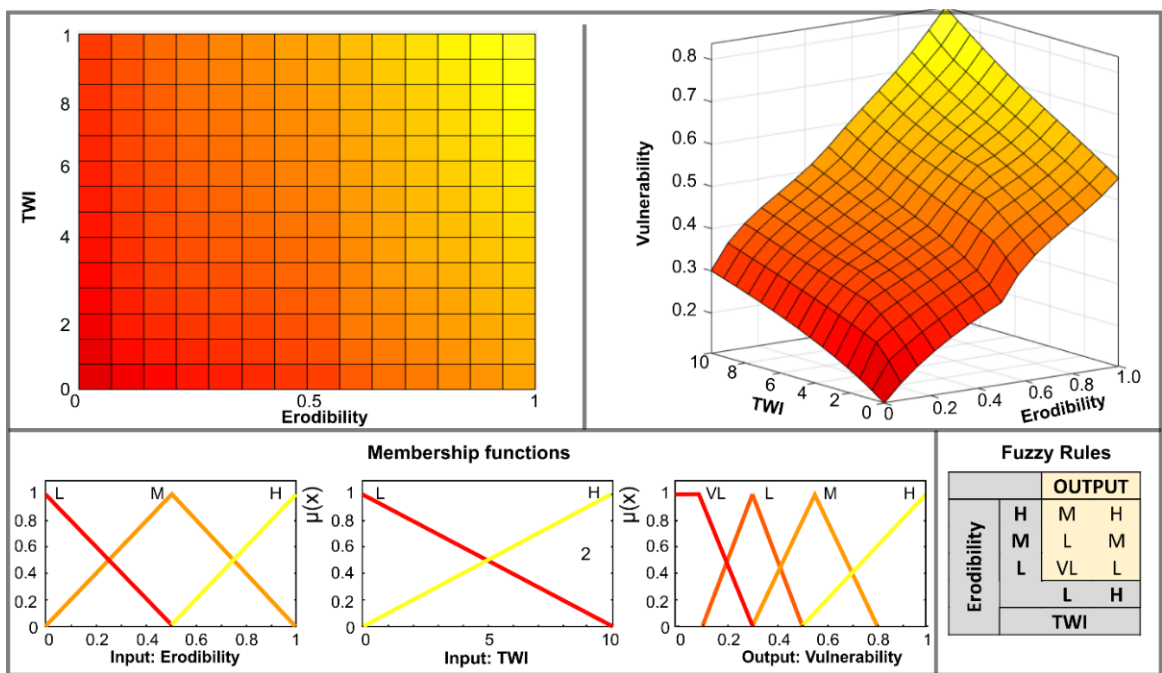 1
8
6
4
2
0
TWI
0
0.5
1
Erodibility
0.8
0.7
0.6
0.5
0.4
0.3
0.2
Vulnerability
10
8
6
4
2
0
TWI
0
0.2
0.4
0.6
0.8
1.0
Erodibility
Membership functions
1
0.8
0.6
0.4
0.2
0
L
M
H
0.2
0.4
0.6
0.8
1
Input: Erodibility
μ(x)
1
0.8
0.6
0.4
0.2
0
L
H
2
0
5
10
Input: TWI
μ(x)
1
0.8
0.6
0.4
0.2
0
VL
L
M
H
0
0.2
0.4
0.6
0.8
1
Output: Vulnerability
Fuzzy Rules
OUTPUT
H M H
M L M
L VL L
L H
Erodibility
TWI